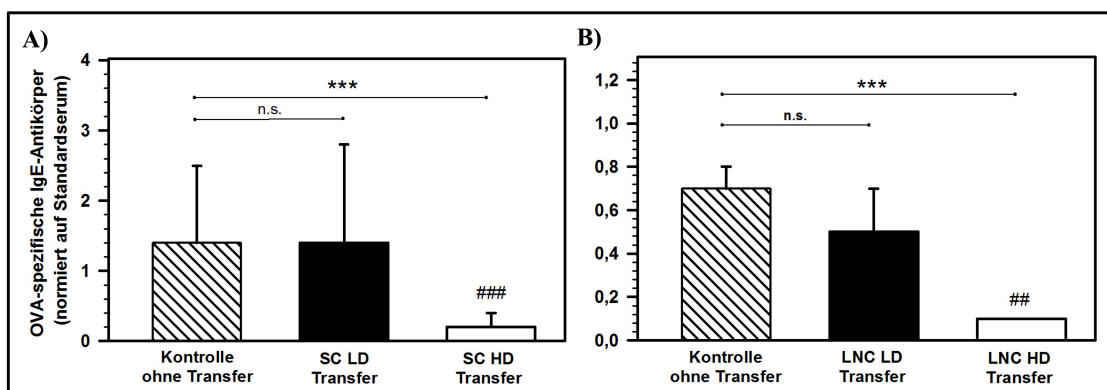 A)
OVA-spezifische IgE-Antikörper
(normiert auf Standardserum)
4
3
2
1
0
***
n.s.
###
Kontrolle
ohne Transfer
SC LD
Transfer
SC HD
Transfer
B)
1,2
1,0
0,8
0,6
0,4
0,2
0,0
***
n.s.
##
Kontrolle
ohne Transfer
LNC LD
Transfer
LNC HD
Transfer